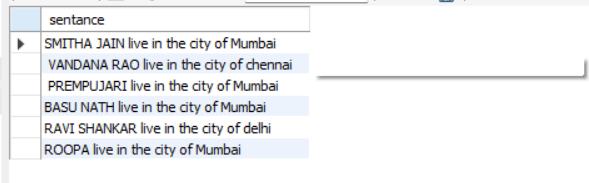 sentance
SMITHA JAIN live in the city of Mumbai
VANDANA RAO live in the city of chennai
PREMPUJARI live in the city of Mumbai
BASU NATH live in the city of Mumbai
RAVI SHANKAR live in the city of delhi
ROOPA live in the city of Mumbai